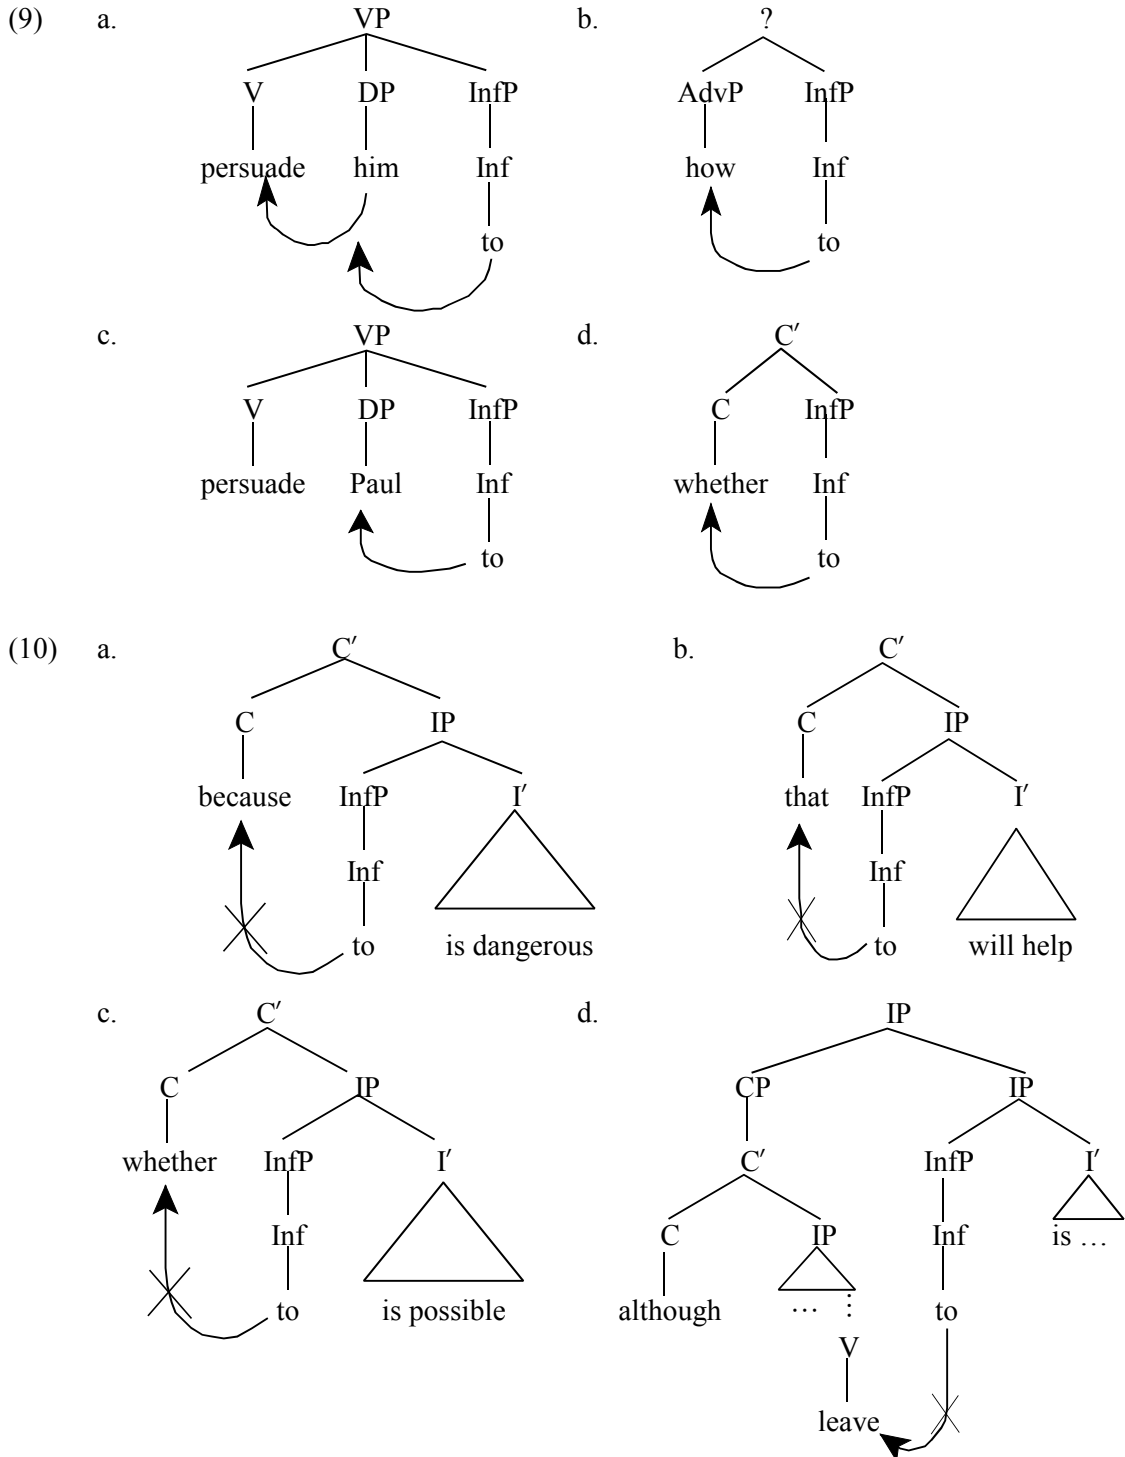 (9) a. VP b. ?
V DP InfP AdvP InfP
persuade him Inf how Inf
to to
c. VP d. C′
V DP InfP C InfP
persuade Paul Inf whether Inf
to to
(10) a. C′ b. C′
C IP C IP
because InfP I′ that InfP I′
Inf Inf
to is dangerous to will help
c. C′ d. IP
C IP CP IP
whether InfP I′ C′ InfP I′
Inf C IP Inf is …
to is possible although … ⋮ to
V
leave